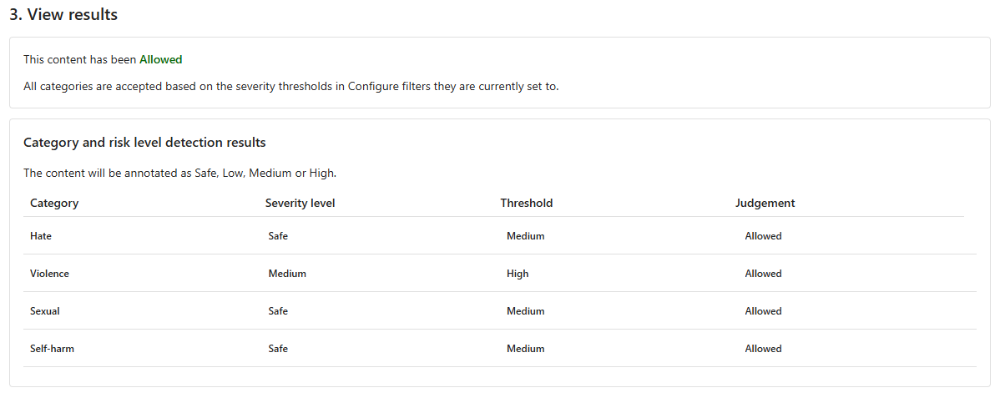 3. View results
This content has been Allowed
All categories are accepted based on the severity thresholds in Configure filters they are currently set to.
Category and risk level detection results
The content will be annotated as Safe, Low, Medium or High.
Category Severity level Threshold Judgement
Hate Safe Medium Allowed
Violence Medium High Allowed
Sexual Safe Medium Allowed
Self-harm Safe Medium Allowed